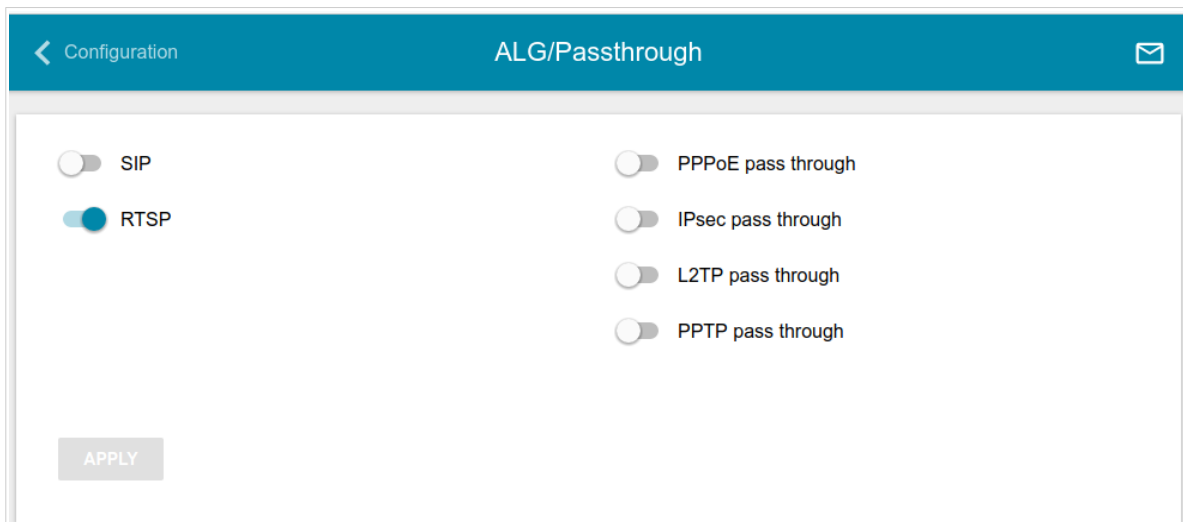 Configuration
ALG/Passthrough
SIP
RTSP
PPPoE pass through
IPsec pass through
L2TP pass through
PPTP pass through
APPLY